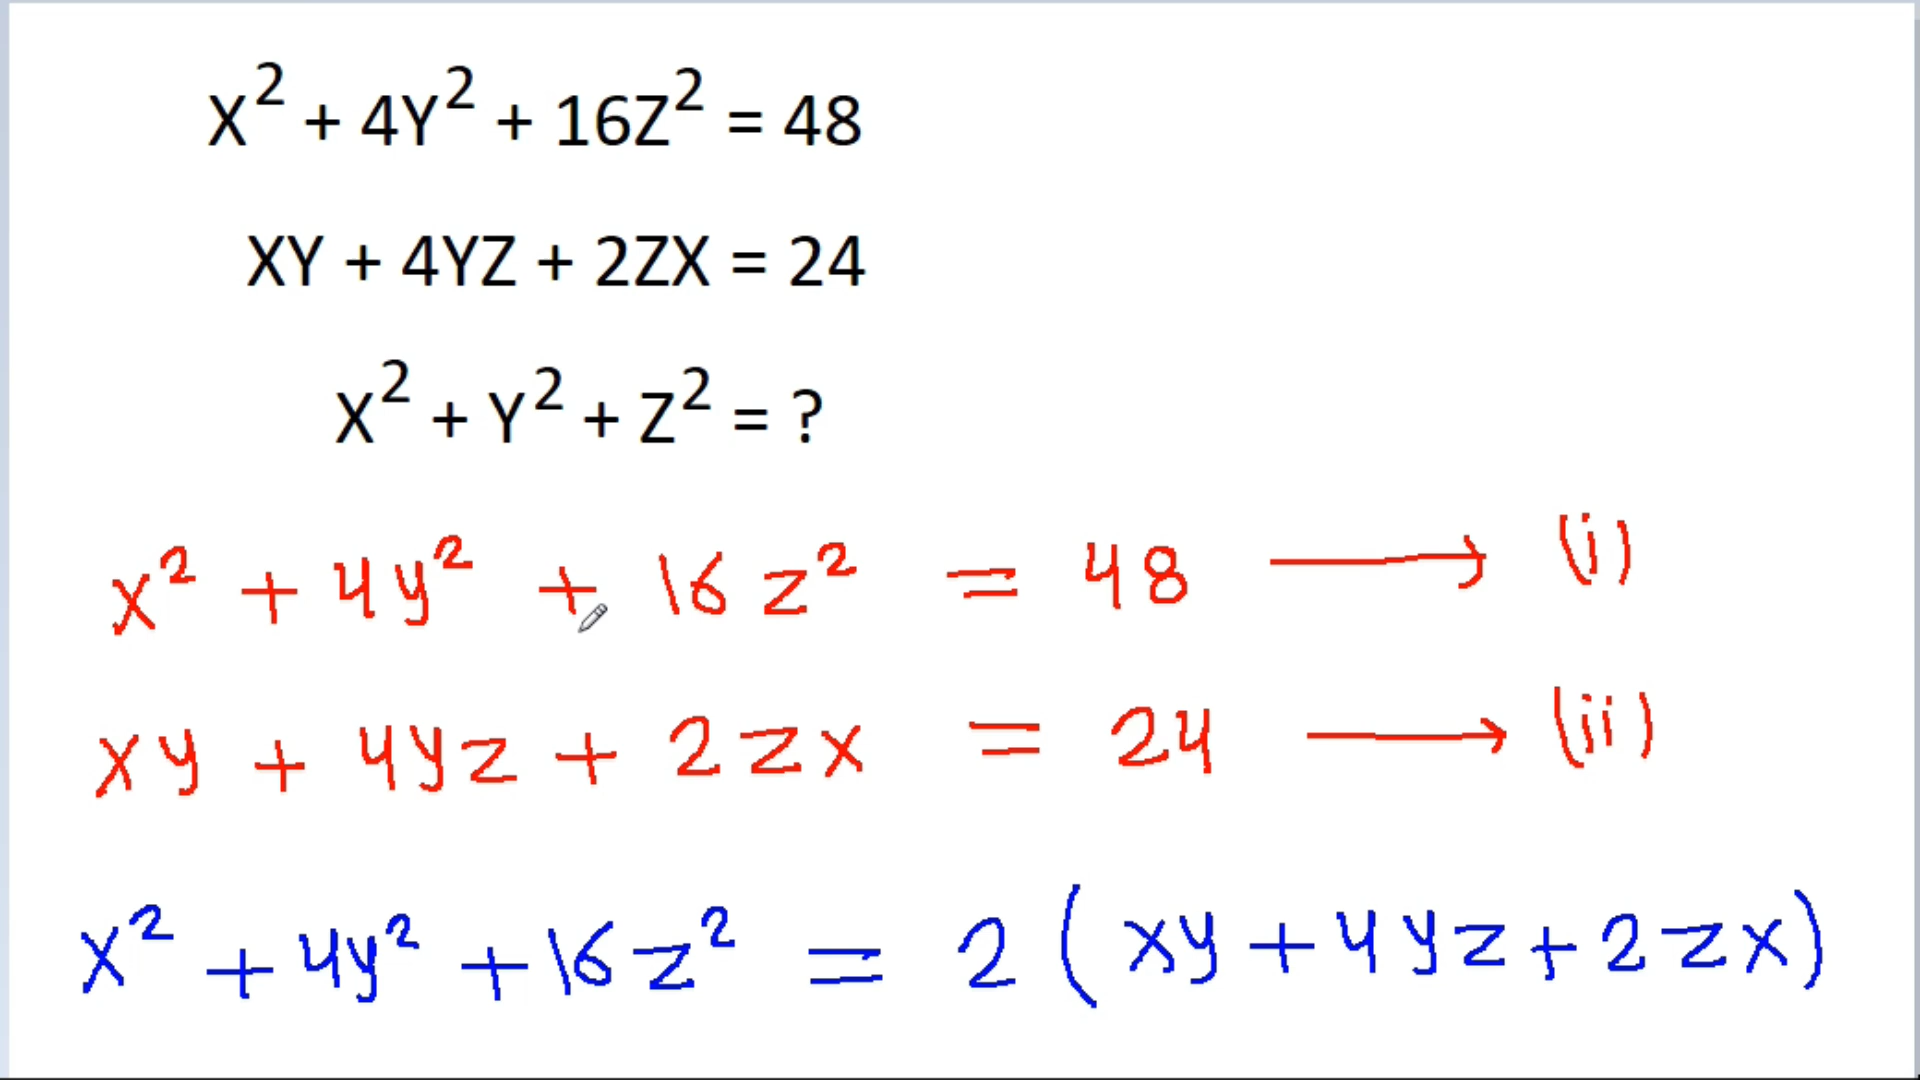 X² + 4Y² + 16Z² = 48
XY + 4YZ + 2ZX = 24
X² + Y² + Z² = ?
x² + 4y² + 16z² = 48 ⟶ (i)
xy + 4yz + 2zx = 24 ⟶ (ii)
x² + 4y² + 16z² = 2 (xy + 4yz + 2zx)